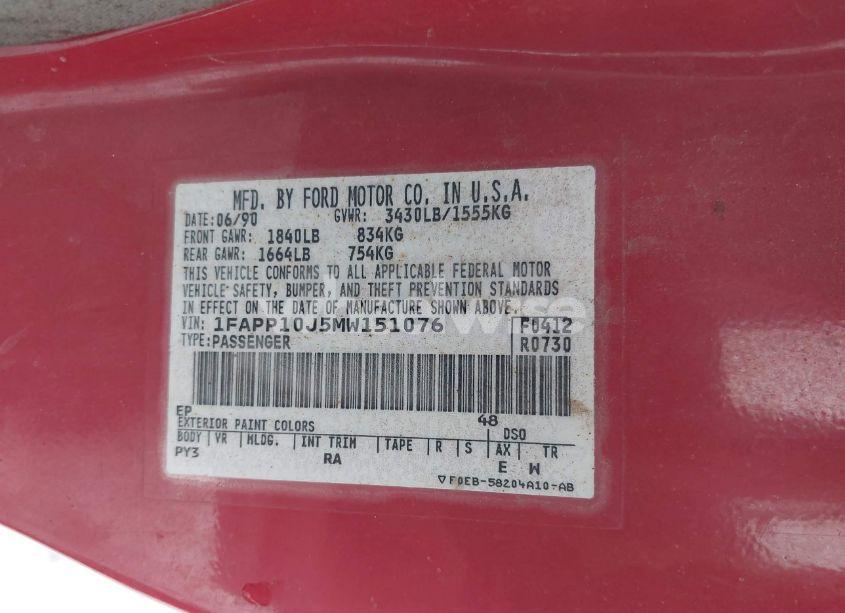 MFD. BY FORD MOTOR CO. IN U.S.A.
DATE: 06/90 GVWR: 3430LB/1555KG
FRONT GAWR: 1840LB 834KG
REAR GAWR: 1664LB 754KG
THIS VEHICLE CONFORMS TO ALL APPLICABLE FEDERAL MOTOR
VEHICLE SAFETY, BUMPER, AND THEFT PREVENTION STANDARDS
IN EFFECT ON THE DATE OF MANUFACTURE SHOWN ABOVE.
VIN: 1FAPP10J5MW151076 F0412
TYPE: PASSENGER R0730
EP 48
EXTERIOR PAINT COLORS DSO
BODY VR MLDG. INT TRIM TAPE R S AX TR
PY3 RA E W
▽ F0EB-58204A10-AB